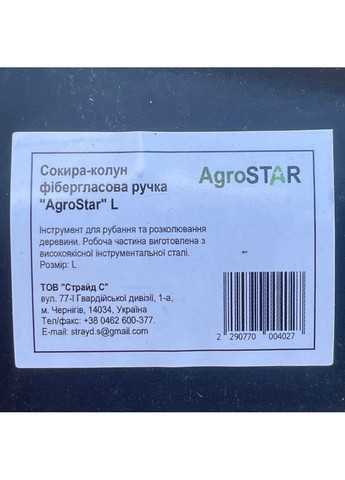 Сокира-колун
фібергласова ручка
"AgroStar" L
AgroSTAR
Інструмент для рубання та розколювання
деревини. Робоча частина виготовлена з
високоякісної інструментальної сталі.
Розмір: L
ТОВ "Страйд С"
вул. 77-ї Гвардійської дивізії, 1-а,
м. Чернігів, 14034, Україна
Тел/факс: +38 0462 600-377.
E-mail: strayd.s@gmail.com
2 290770 004027